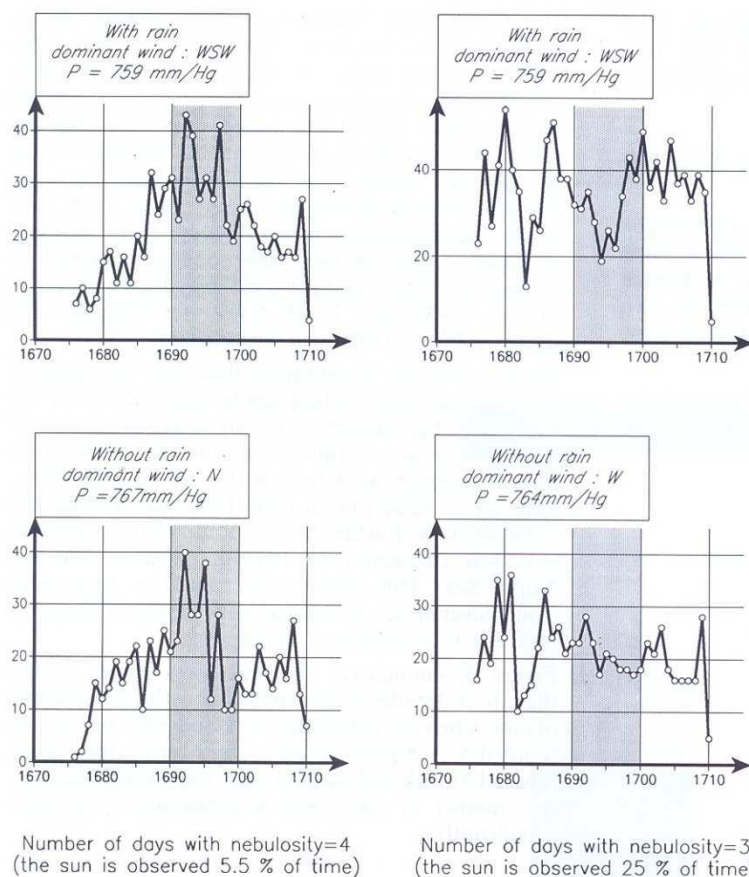 With rain
dominant wind : WSW
P = 759 mm/Hg
40
30
20
10
0
1670 1680 1690 1700 1710
With rain
dominant wind : WSW
P = 759 mm/Hg
40
20
0
1670 1680 1690 1700 1710
Without rain
dominant wind : N
P =767mm/Hg
40
30
20
10
0
1670 1680 1690 1700 1710
Without rain
dominant wind : W
P =764mm/Hg
40
30
20
10
0
1670 1680 1690 1700 1710
Number of days with nebulosity=4
(the sun is observed 5.5 % of time)
Number of days with nebulosity=3
(the sun is observed 25 % of time